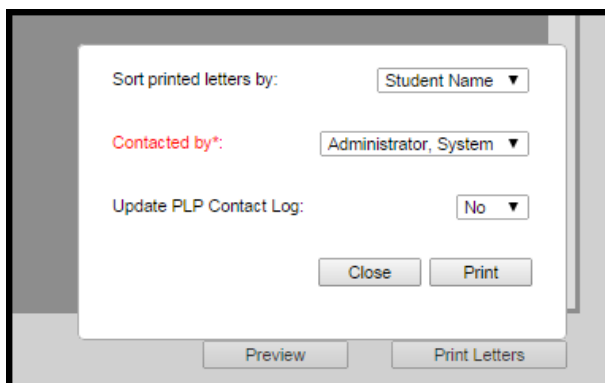 Sort printed letters by: Student Name
Contacted by*: Administrator, System
Update PLP Contact Log: No
Close Print
Preview Print Letters